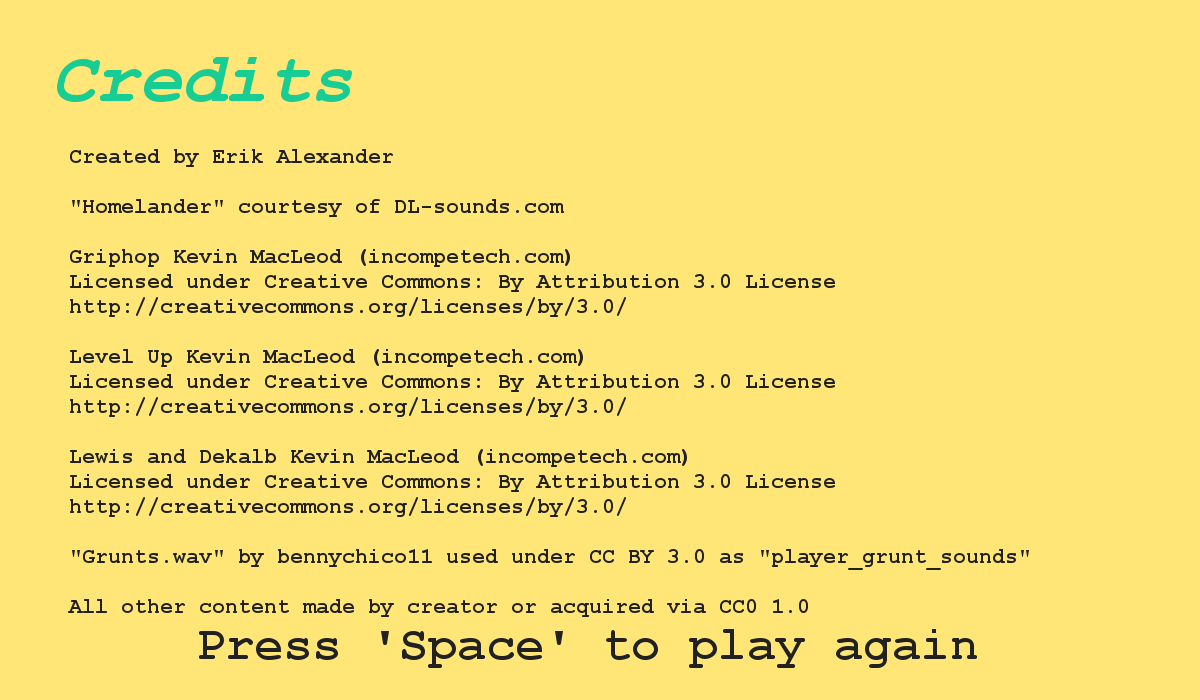 Credits
Created by Erik Alexander
"Homelander" courtesy of DL-sounds.com
Griphop Kevin MacLeod (incompetech.com)
Licensed under Creative Commons: By Attribution 3.0 License
http://creativecommons.org/licenses/by/3.0/
Level Up Kevin MacLeod (incompetech.com)
Licensed under Creative Commons: By Attribution 3.0 License
http://creativecommons.org/licenses/by/3.0/
Lewis and Dekalb Kevin MacLeod (incompetech.com)
Licensed under Creative Commons: By Attribution 3.0 License
http://creativecommons.org/licenses/by/3.0/
"Grunts.wav" by bennychico11 used under CC BY 3.0 as "player_grunt_sounds"
All other content made by creator or acquired via CC0 1.0
Press 'Space' to play again